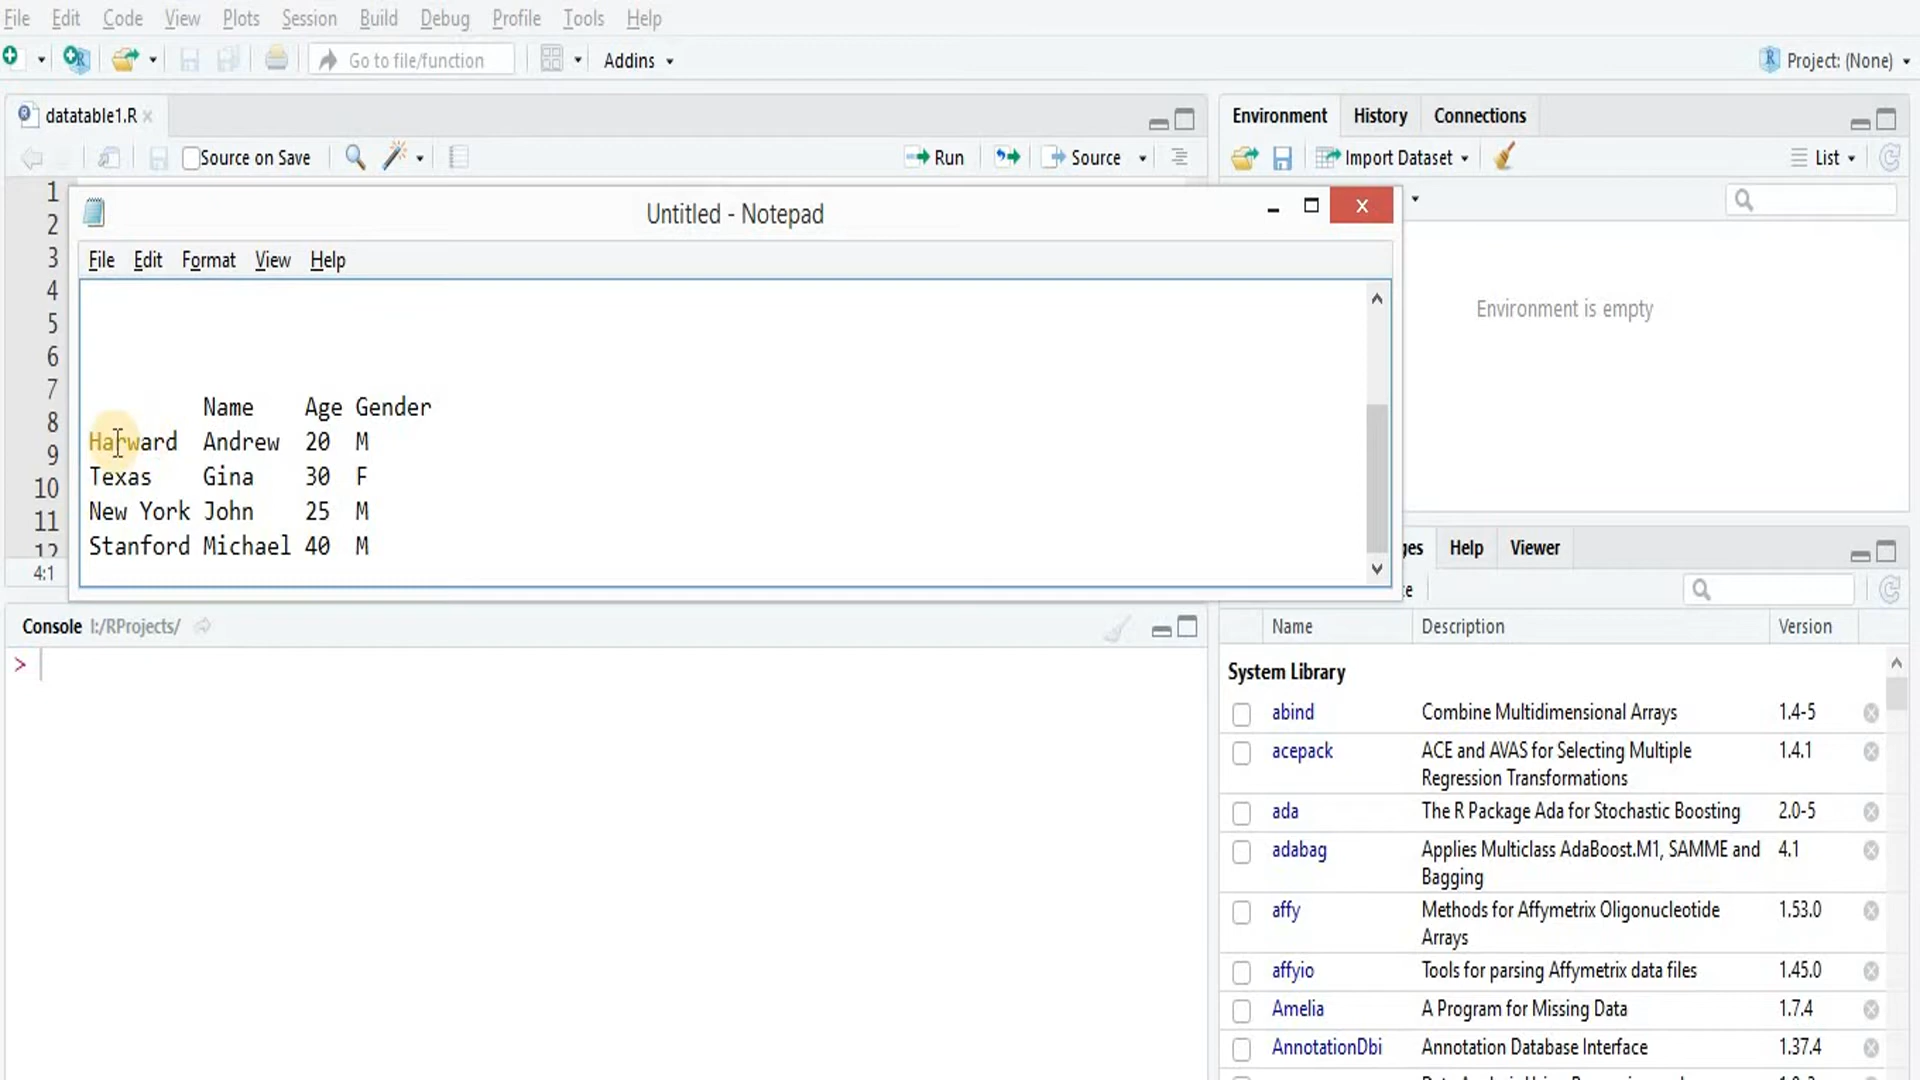 File Edit Code View Plots Session Build Debug Profile Tools Help
Go to file/function Addins Project: (None)
datatable1.R
Source on Save Run Source
1
2
3
4
5
6
7
8
9
10
11
12
4:1
Environment History Connections
Import Dataset List
Environment is empty
Untitled - Notepad
File Edit Format View Help
Name Age Gender
Harward Andrew 20 M
Texas Gina 30 F
New York John 25 M
Stanford Michael 40 M
Console I:/RProjects/
>
Help Viewer
Name Description Version
System Library
abind Combine Multidimensional Arrays 1.4-5
acepack ACE and AVAS for Selecting Multiple 1.4.1
Regression Transformations
ada The R Package Ada for Stochastic Boosting 2.0-5
adabag Applies Multiclass AdaBoost.M1, SAMME and 4.1
Bagging
affy Methods for Affymetrix Oligonucleotide 1.53.0
Arrays
affyio Tools for parsing Affymetrix data files 1.45.0
Amelia A Program for Missing Data 1.7.4
AnnotationDbi Annotation Database Interface 1.37.4